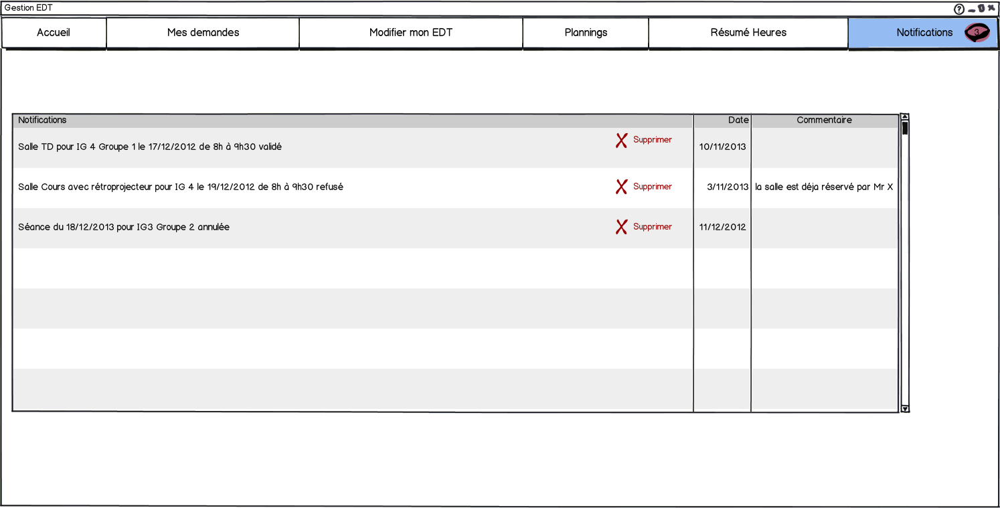 Gestion EDT
Accueil Mes demandes Modifier mon EDT Plannings Résumé Heures Notifications 3
Notifications Date Commentaire
Salle TD pour IG 4 Groupe 1 le 17/12/2012 de 8h à 9h30 validé Supprimer 10/11/2013
Salle Cours avec rétroprojecteur pour IG 4 le 19/12/2012 de 8h à 9h30 refusé Supprimer 3/11/2013 la salle est déja réservé par Mr X
Séance du 18/12/2013 pour IG3 Groupe 2 annulée Supprimer 11/12/2012